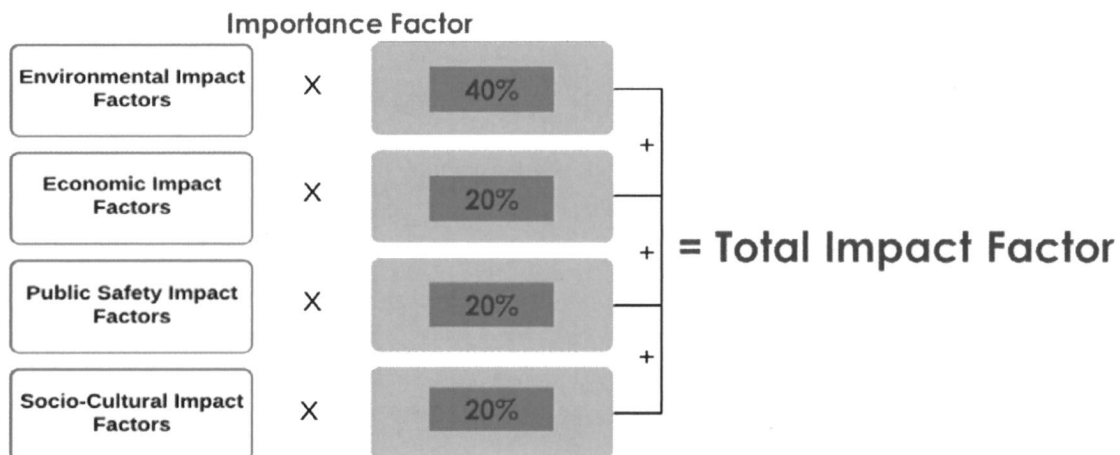 Importance Factor
Environmental Impact
Factors
X
40%
+
Economic Impact
Factors
X
20%
+
= Total Impact Factor
Public Safety Impact
Factors
X
20%
+
Socio-Cultural Impact
Factors
X
20%